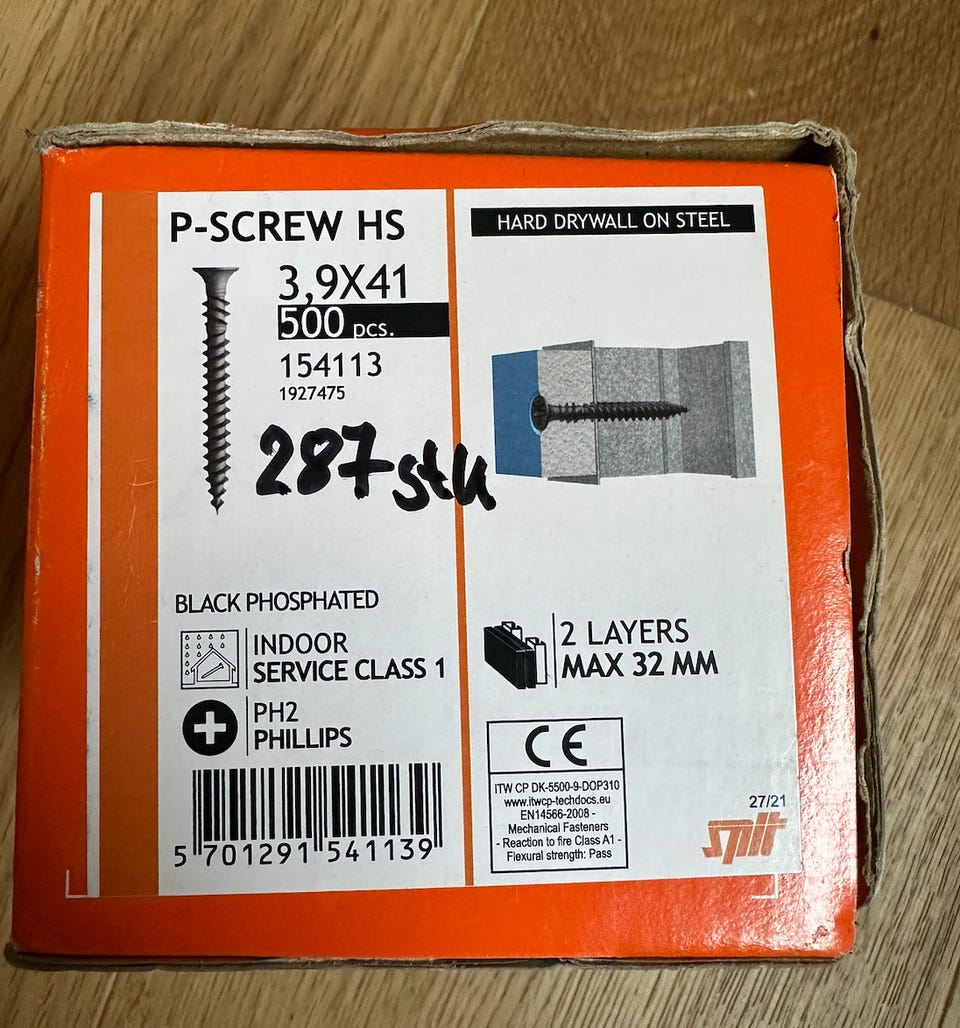 P-SCREW HS
3,9X41
500 pcs.
154113
1927475
287 stk
BLACK PHOSPHATED
INDOOR
SERVICE CLASS 1
PH2
PHILLIPS
5 701291 541139
HARD DRYWALL ON STEEL
2 LAYERS
MAX 32 MM
CE
ITW CP DK-5500-9-DOP310
www.itwcp-techdocs.eu
EN14566-2008 -
Mechanical Fasteners
- Reaction to fire Class A1 -
Flexural strength: Pass
27/21
spit